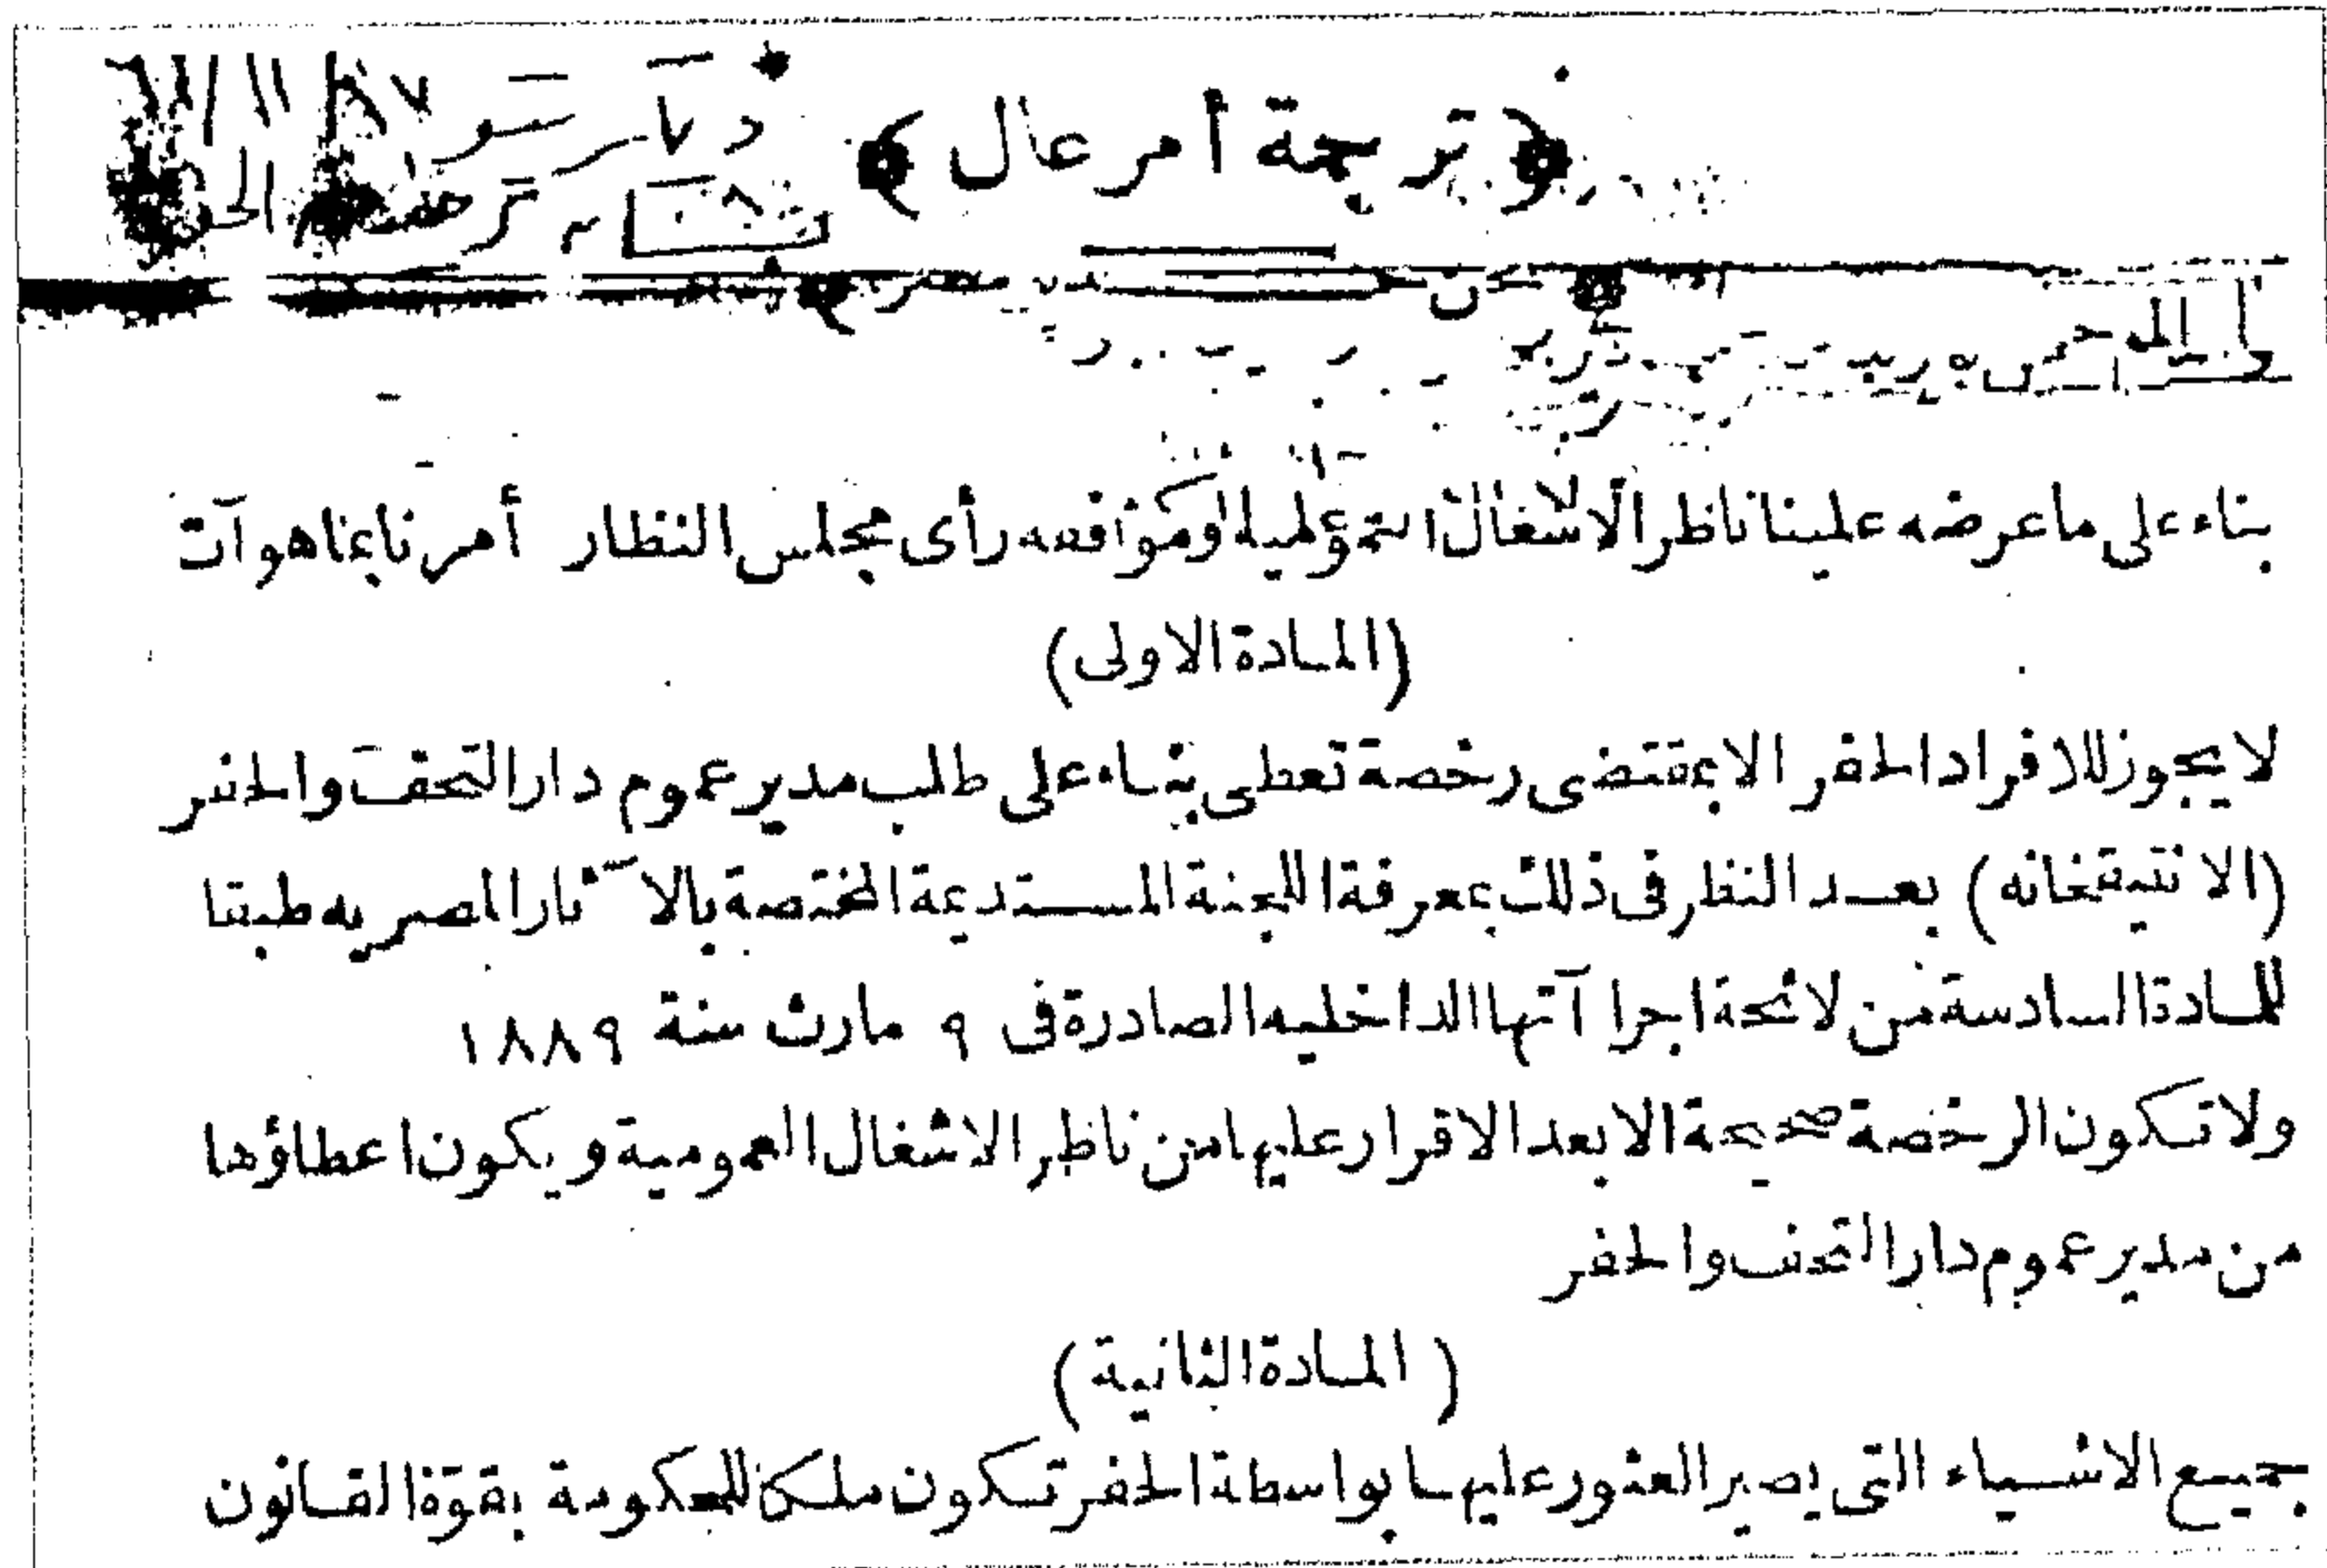 ﴿ ترجمة أمر عال ﴾
نحن خديو مصر
بناء على ما عرضه علينا ناظر الاشغال العمومية وموافقة رأى مجلس النظار أمرنا بما هو آت
(المادة الاولى)
لا يجوز للافراد الحفر الا بمقتضى رخصة تعطى بناء على طلب مدير عموم دار التحف والحفر
(الانتيقخانه) بعد النظر فى ذلك بمعرفة اللجنة المستديمة المختصة بالآثار المصريه طبقا
للمادة السادسة من لائحة اجراآتها الداخليه الصادرة فى ٩ مارث سنة ١٨٨٩
ولا تكون الرخصة صحيحة الا بعد الاقرار عليها من ناظر الاشغال العمومية ويكون اعطاؤها
من مدير عموم دار التحف والحفر
(المادة الثانية)
جميع الاشياء التى يصير العثور عليها بواسطة الحفر تكون ملكا للحكومة بقوة القانون